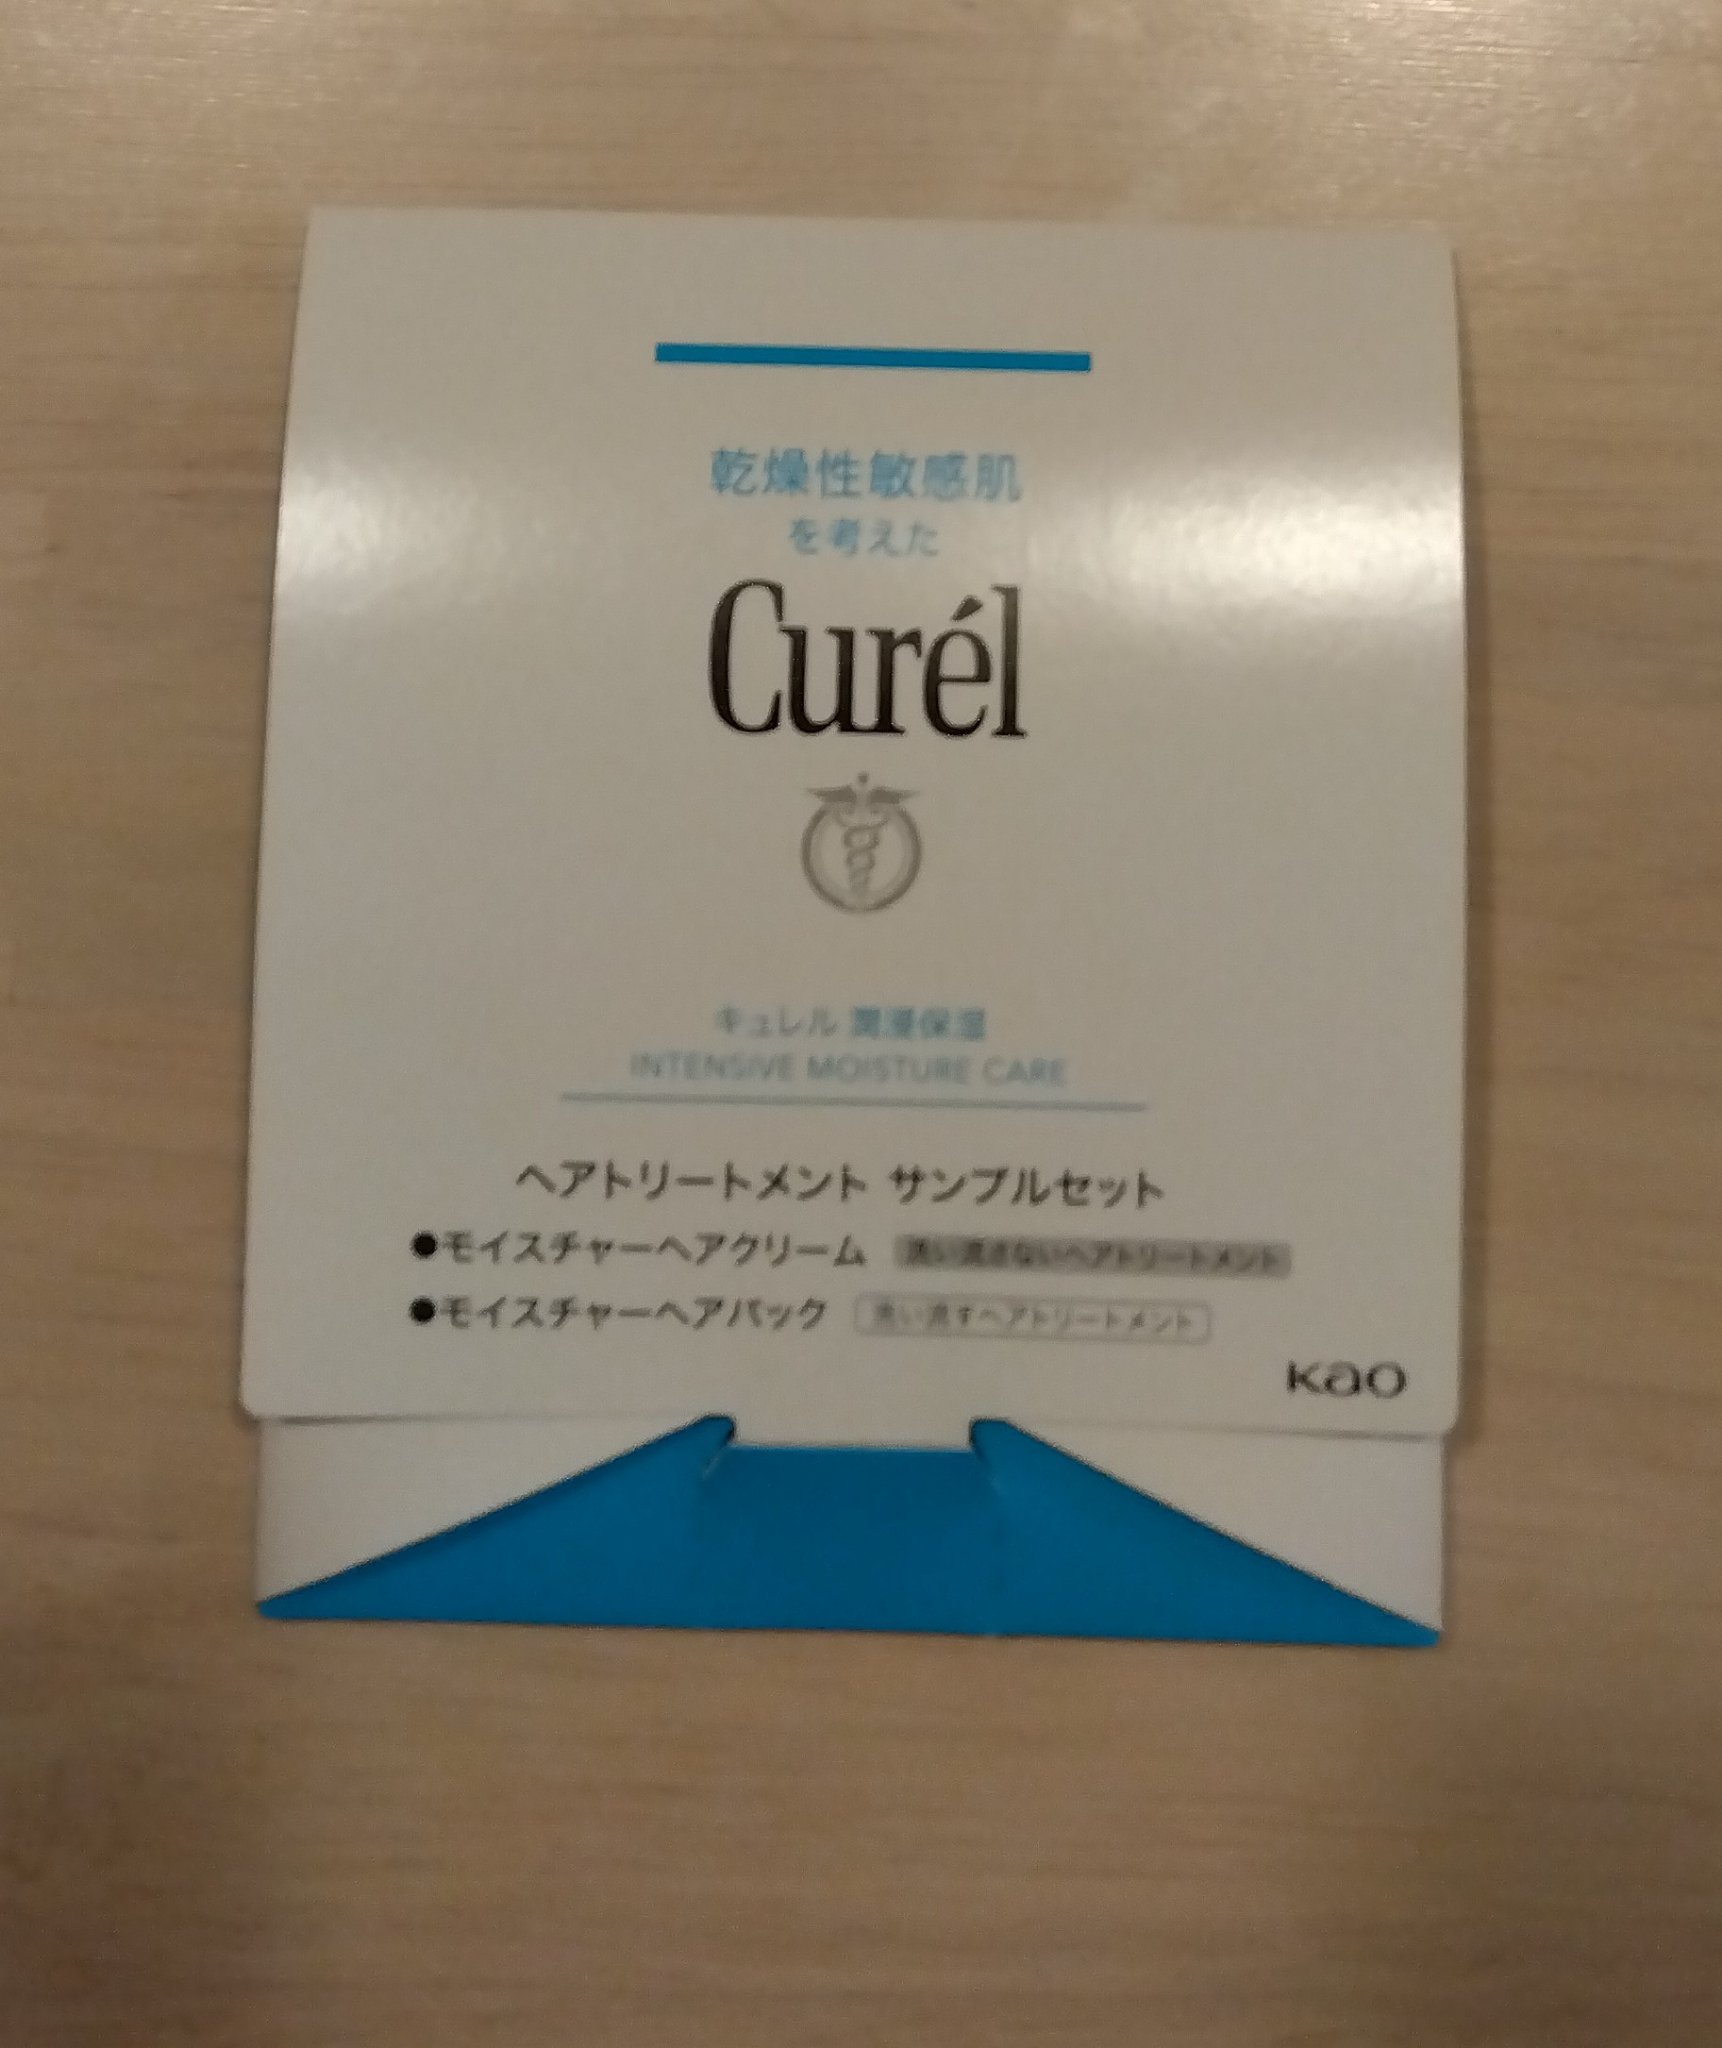 乾燥性敏感肌
を考えた
Curél
キュレル 潤浸保湿
INTENSIVE MOISTURE CARE
ヘアトリートメント サンプルセット
●モイスチャーヘアクリーム 洗い流さないヘアトリートメント
●モイスチャーヘアパック 洗い流すヘアトリートメント
Kao